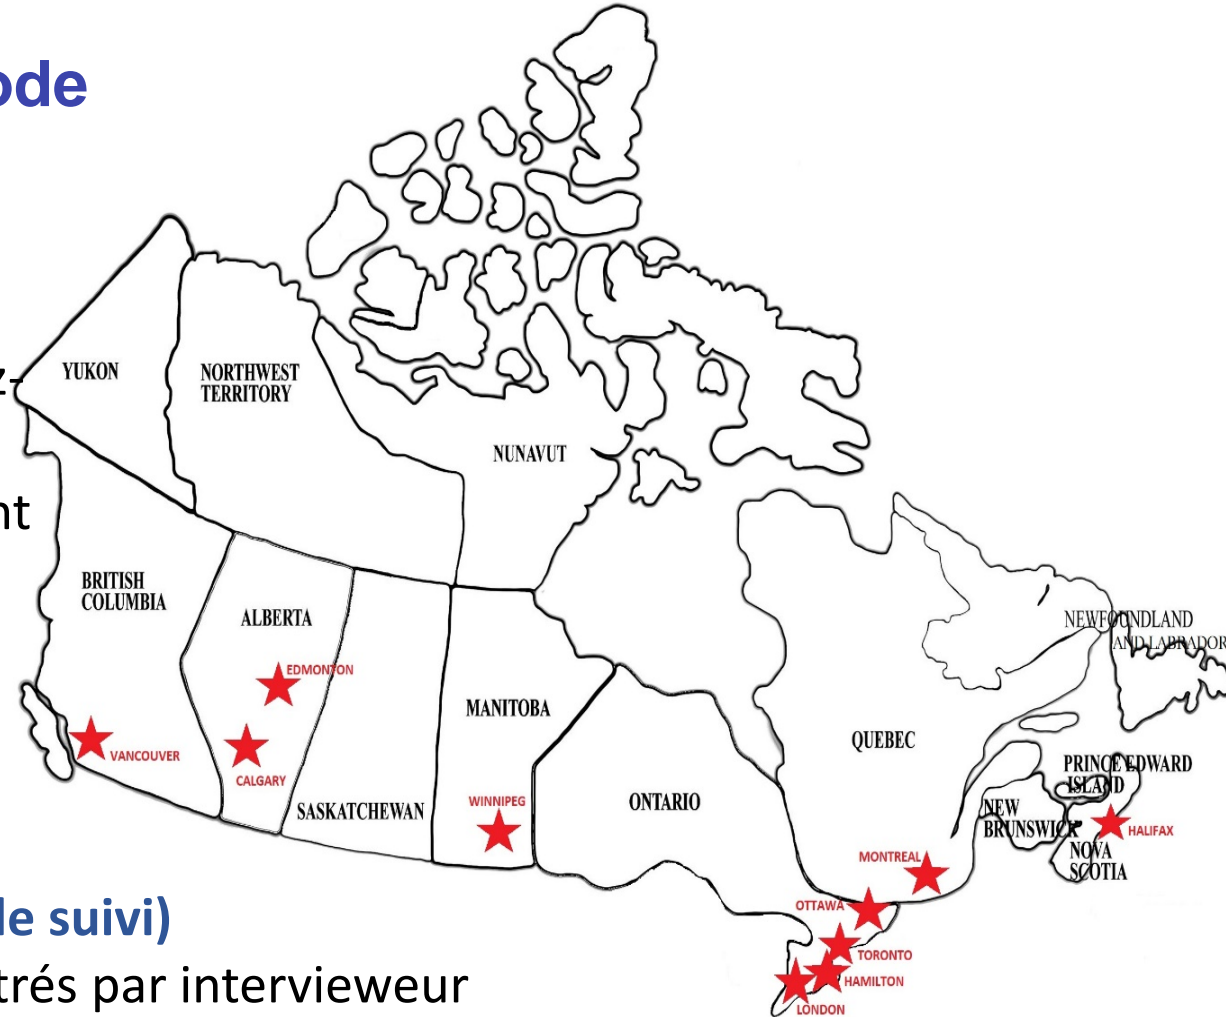 ode
YUKON
NORTHWEST
TERRITORY
z-
NUNAVUT
nt
BRITISH
COLUMBIA
ALBERTA
NEWFOUNDLAND
AND LABRADOR
EDMONTON
MANITOBA
QUEBEC
VANCOUVER
CALGARY
PRINCE EDWARD
ISLAND
SASKATCHEWAN
WINNIPEG
ONTARIO
NEW
BRUNSWICK
HALIFAX
NOVA
SCOTIA
MONTREAL
OTTAWA
le suivi)
TORONTO
trés par intervieweur
HAMILTON
LONDON